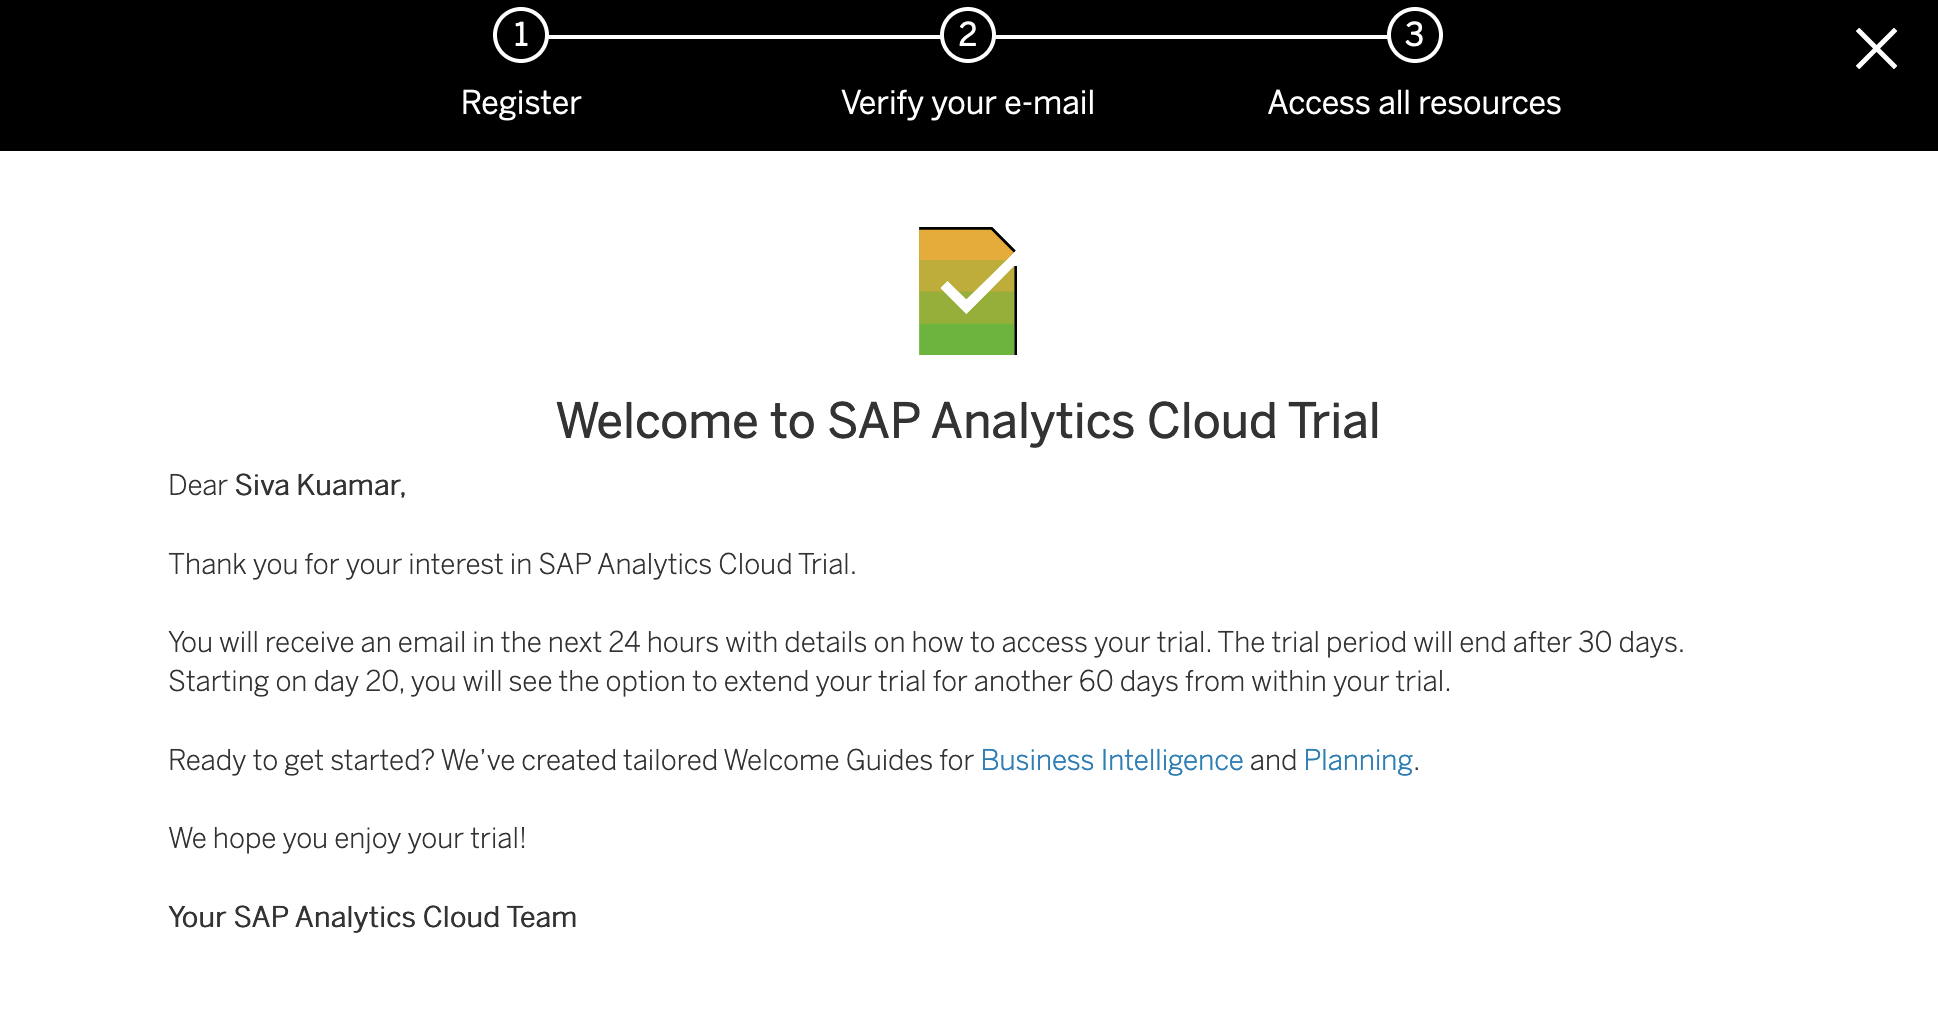 1
2
3
Register
Verify your e-mail
Access all resources
Welcome to SAP Analytics Cloud Trial
Dear Siva Kuamar,
Thank you for your interest in SAP Analytics Cloud Trial.
You will receive an email in the next 24 hours with details on how to access your trial. The trial period will end after 30 days.
Starting on day 20, you will see the option to extend your trial for another 60 days from within your trial.
Ready to get started? We’ve created tailored Welcome Guides for Business Intelligence and Planning.
We hope you enjoy your trial!
Your SAP Analytics Cloud Team